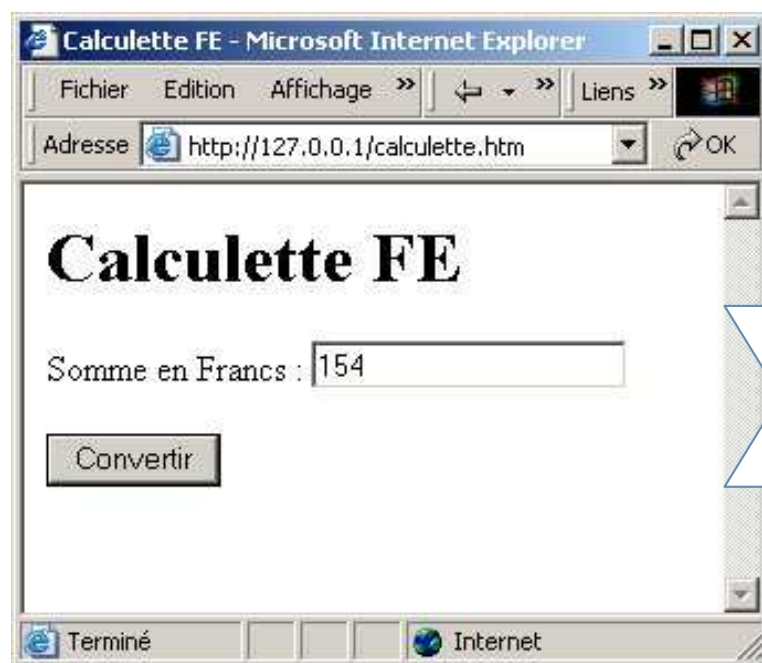 Calculette FE - Microsoft Internet Explorer
Fichier Edition Affichage » » Liens »
Adresse http://127.0.0.1/calculette.htm OK
Calculette FE
Somme en Francs : 154
Convertir
Terminé Internet